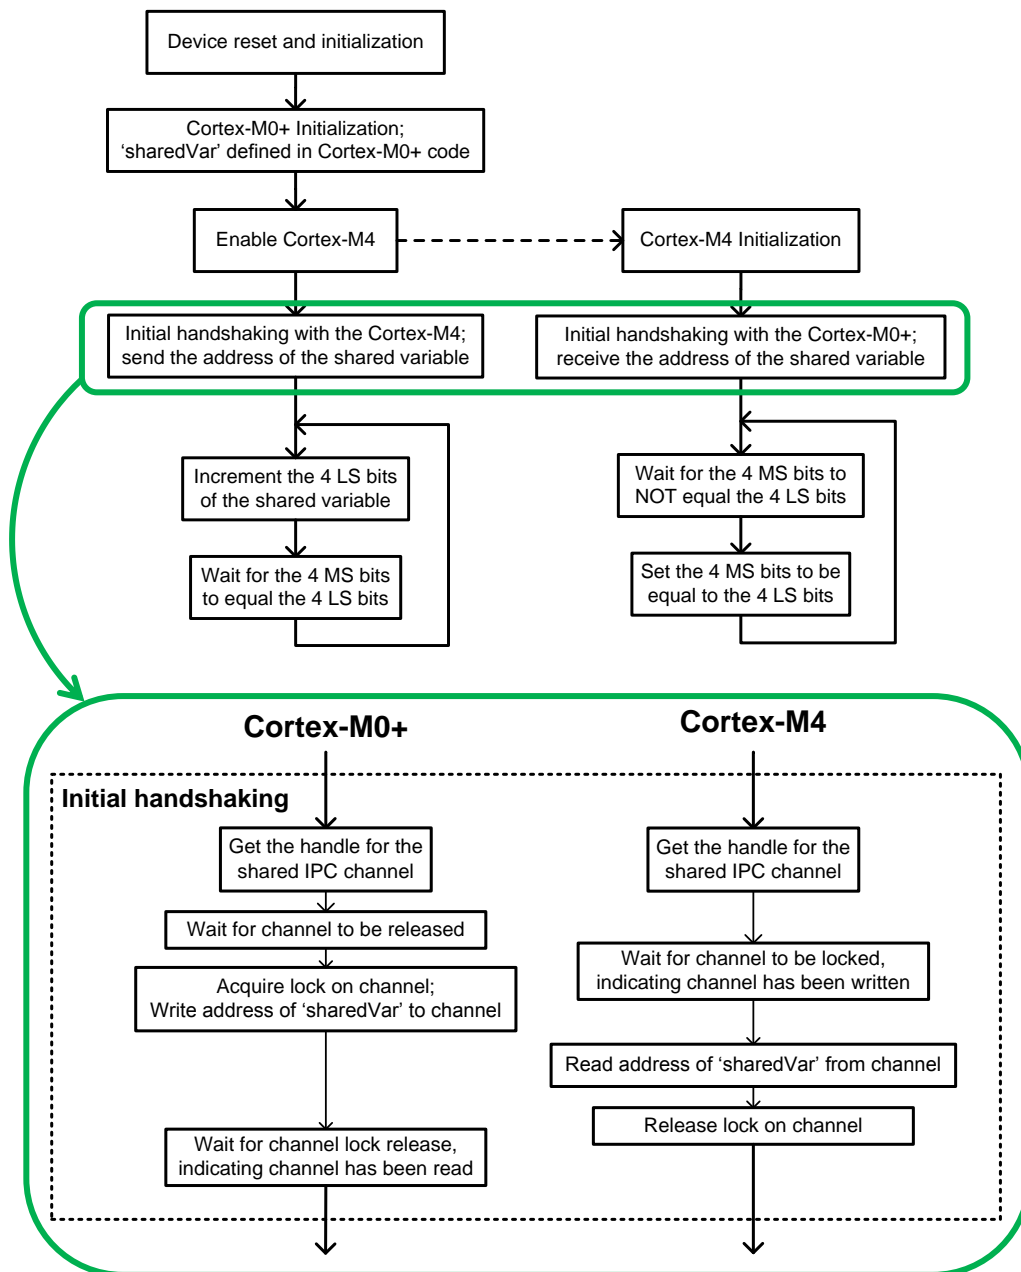 Device reset and initialization
Cortex-M0+ Initialization;
‘sharedVar’ defined in Cortex-M0+ code
Enable Cortex-M4
Cortex-M4 Initialization
Initial handshaking with the Cortex-M4;
send the address of the shared variable
Initial handshaking with the Cortex-M0+;
receive the address of the shared variable
Increment the 4 LS bits
of the shared variable
Wait for the 4 MS bits to
NOT equal the 4 LS bits
Wait for the 4 MS bits
to equal the 4 LS bits
Set the 4 MS bits to be
equal to the 4 LS bits
Cortex-M0+
Cortex-M4
Initial handshaking
Get the handle for the
shared IPC channel
Get the handle for the
shared IPC channel
Wait for channel to be released
Wait for channel to be locked,
indicating channel has been written
Acquire lock on channel;
Write address of ‘sharedVar’ to channel
Read address of ‘sharedVar’ from channel
Release lock on channel
Wait for channel lock release,
indicating channel has been read